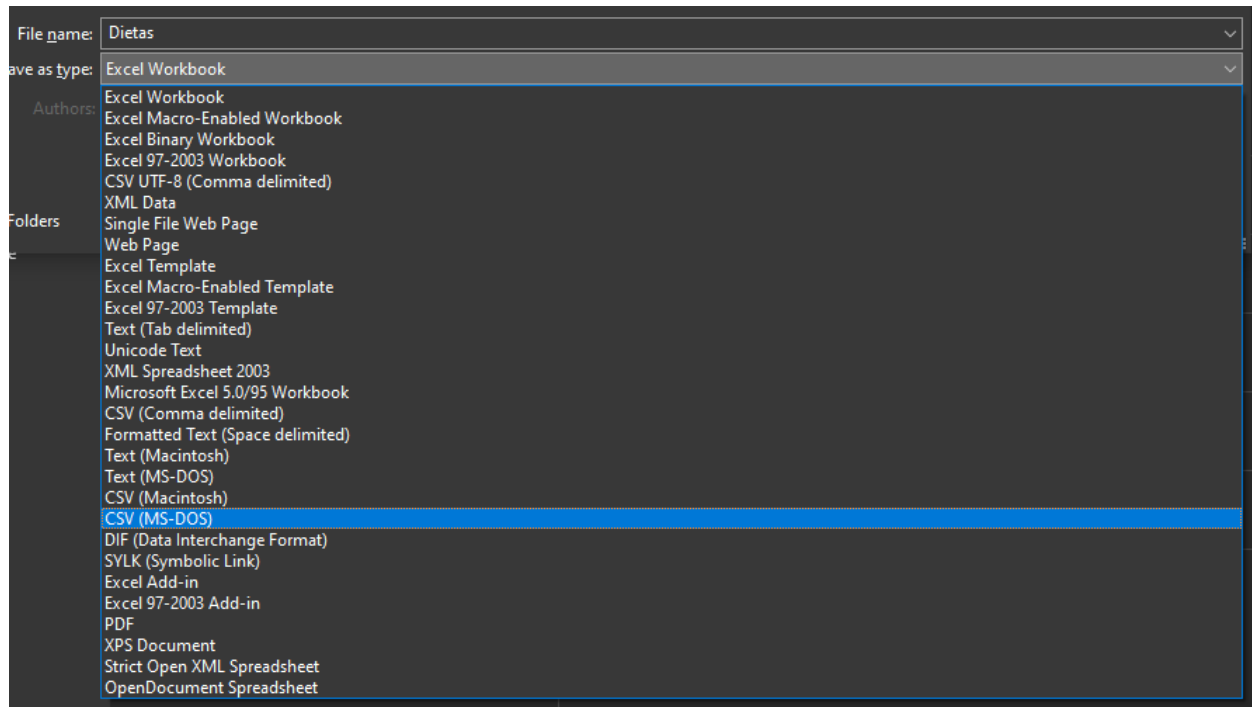 File name: Dietas
ave as type: Excel Workbook
Authors:
Excel Workbook
Excel Macro-Enabled Workbook
Excel Binary Workbook
Excel 97-2003 Workbook
CSV UTF-8 (Comma delimited)
XML Data
Folders
Single File Web Page
Web Page
Excel Template
Excel Macro-Enabled Template
Excel 97-2003 Template
Text (Tab delimited)
Unicode Text
XML Spreadsheet 2003
Microsoft Excel 5.0/95 Workbook
CSV (Comma delimited)
Formatted Text (Space delimited)
Text (Macintosh)
Text (MS-DOS)
CSV (Macintosh)
CSV (MS-DOS)
DIF (Data Interchange Format)
SYLK (Symbolic Link)
Excel Add-in
Excel 97-2003 Add-in
PDF
XPS Document
Strict Open XML Spreadsheet
OpenDocument Spreadsheet